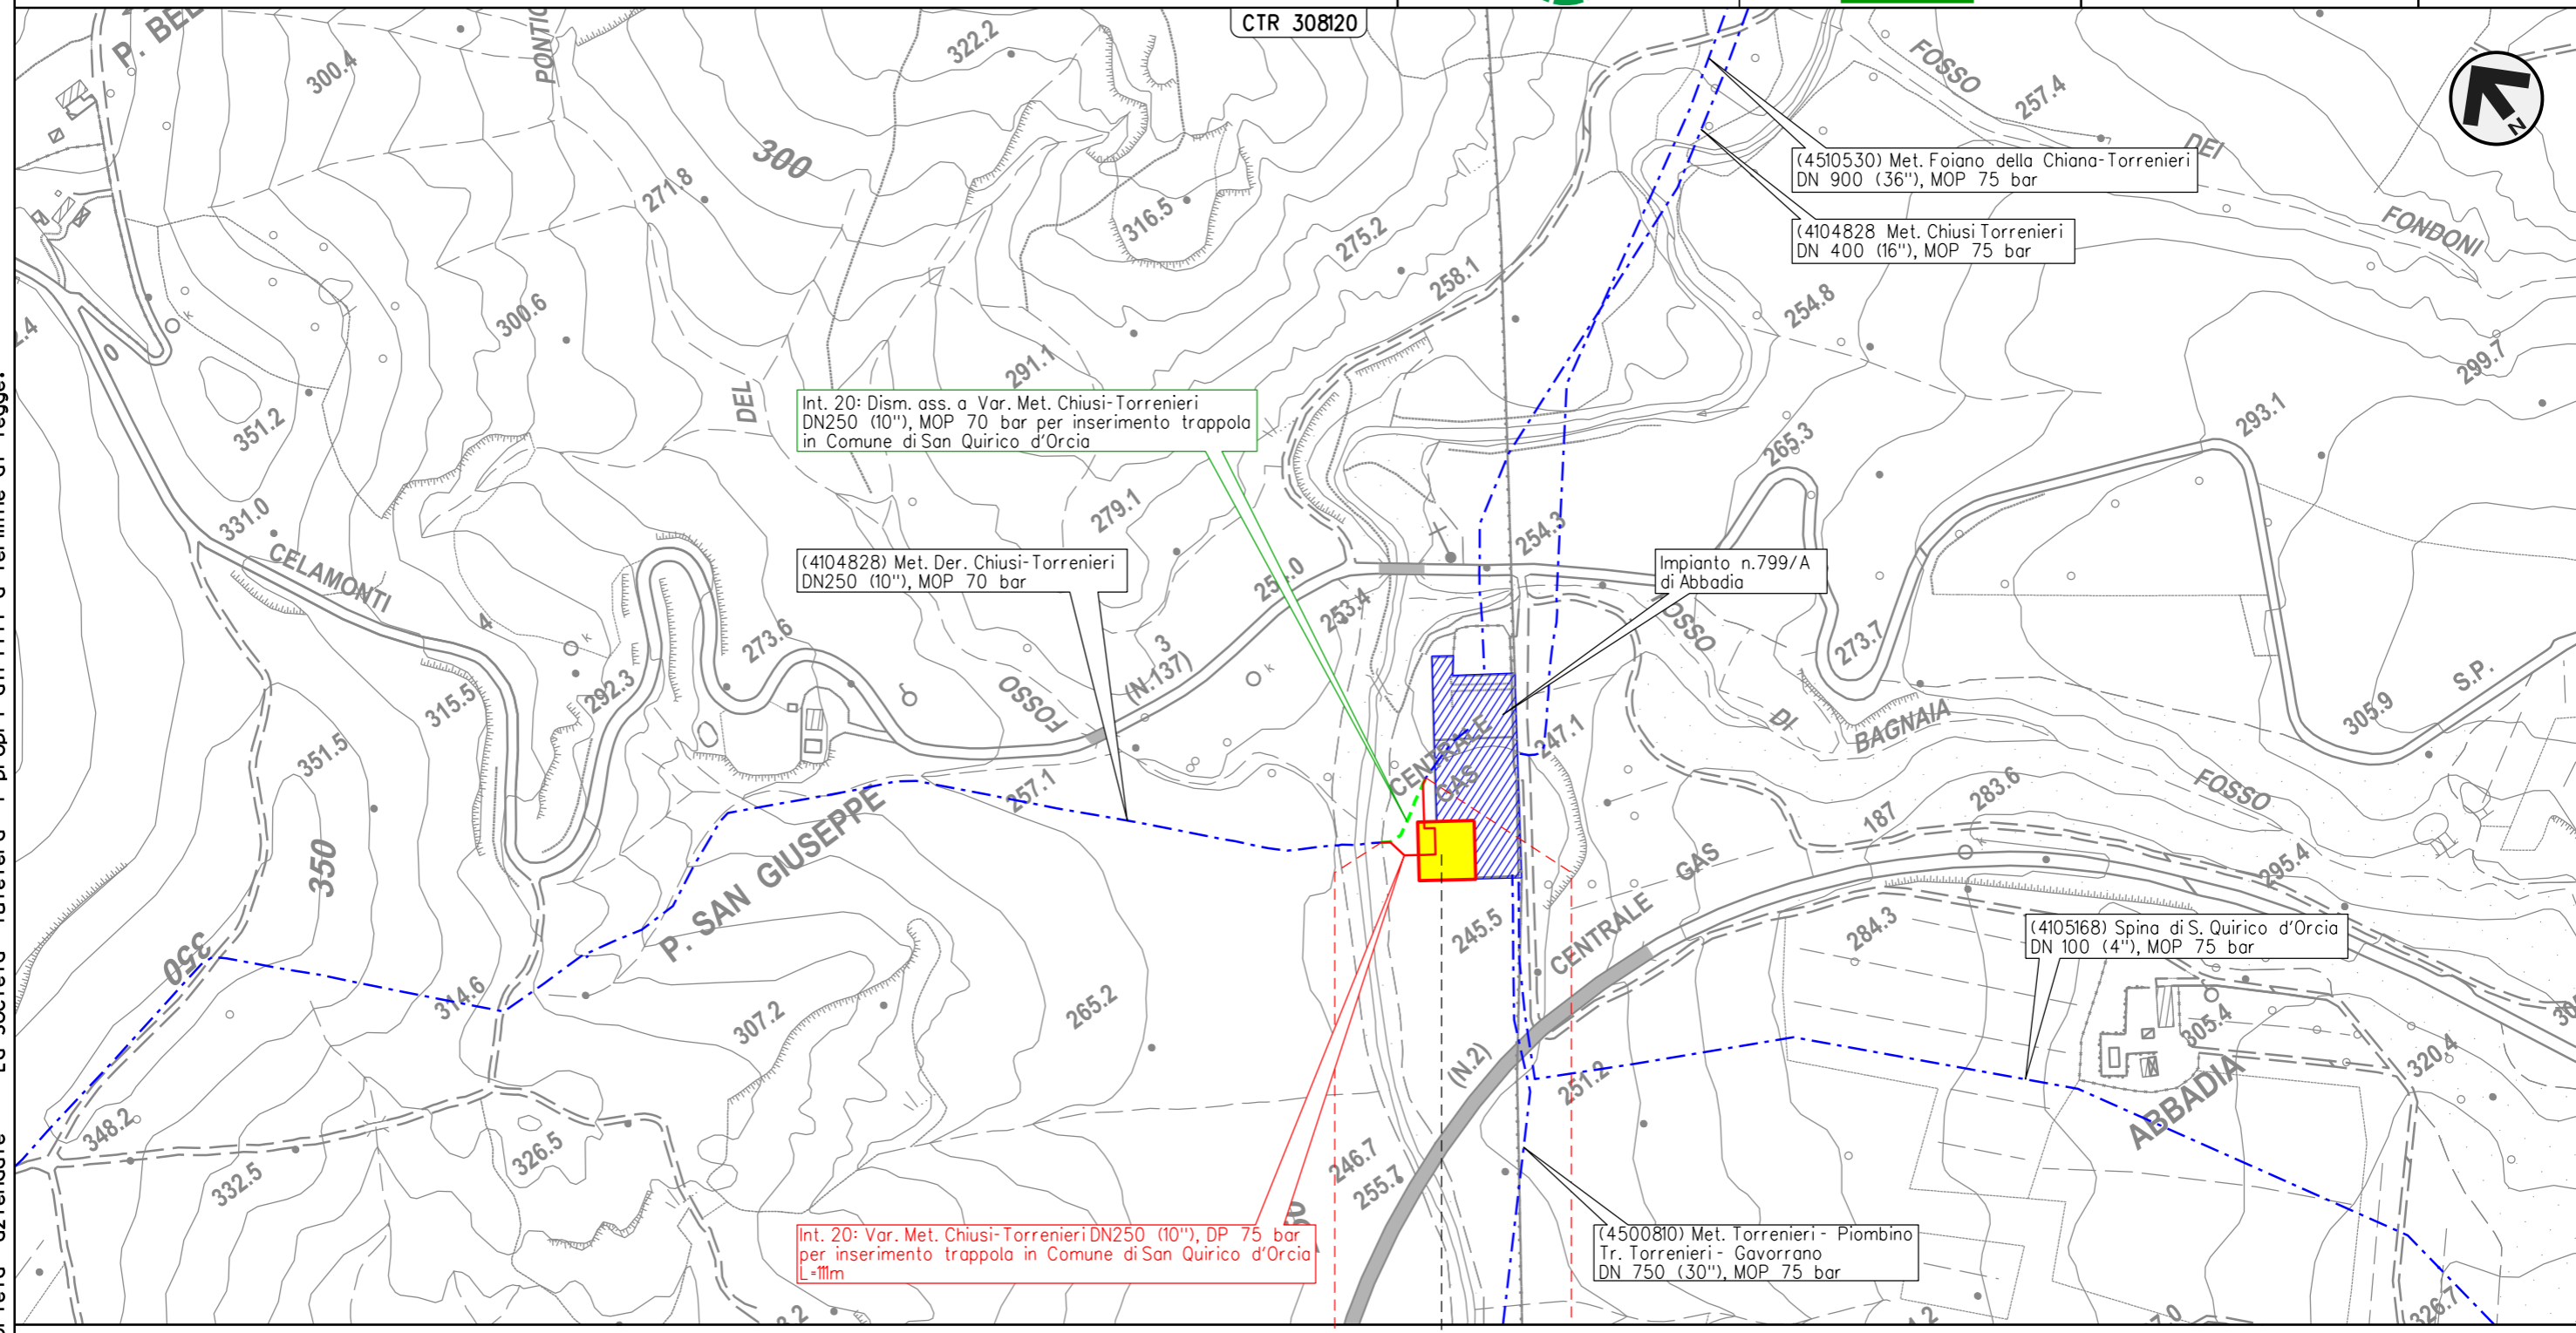 CTR 308120
P. BEL
PONTIC
300.4
322.2
300
271.8
316.5
275.2
258.1
FOSSO
257.4
DEI
FONDONI
N
(4510530) Met. Foiano della Chiana-Torrenieri
DN 900 (36"), MOP 75 bar
(4104828 Met. Chiusi Torrenieri
DN 400 (16"), MOP 75 bar
254.8
299.7
293.1
265.3
300.6
0
k
351.2
DEL
291.1
Int. 20: Dism. ass. a Var. Met. Chiusi-Torrenieri
DN250 (10"), MOP 70 bar per inserimento trappola
in Comune di San Quirico d'Orcia
331.0
CELAMONTI
279.1
254.3
(4104828) Met. Der. Chiusi-Torrenieri
DN250 (10"), MOP 70 bar
Impianto n.799/A
di Abbadia
253.4
4
k
273.6
3
(N.137)
k
OSSO
273.7
292.3
315.5
FOSSO
DI
BAGNAIA
305.9
S.P.
351.5
257.1
CENTRALE
GAS
247.1
FOSSO
283.6
187
350
P. SAN GIUSEPPE
GAS
CENTRALE
k
295.4
350
245.5
284.3
(4105168) Spina di S. Quirico d'Orcia
DN 100 (4"), MOP 75 bar
314.6
307.2
265.2
(N.2)
251.2
305.4
320.4
ABBADIA
348.2
326.5
332.5
246.7
255.7
Int. 20: Var. Met. Chiusi-Torrenieri DN250 (10"), DP 75 bar
per inserimento trappola in Comune di San Quirico d'Orcia
L=111m
(4500810) Met. Torrenieri - Piombino
Tr. Torrenieri - Gavorrano
DN 750 (30"), MOP 75 bar
326.7